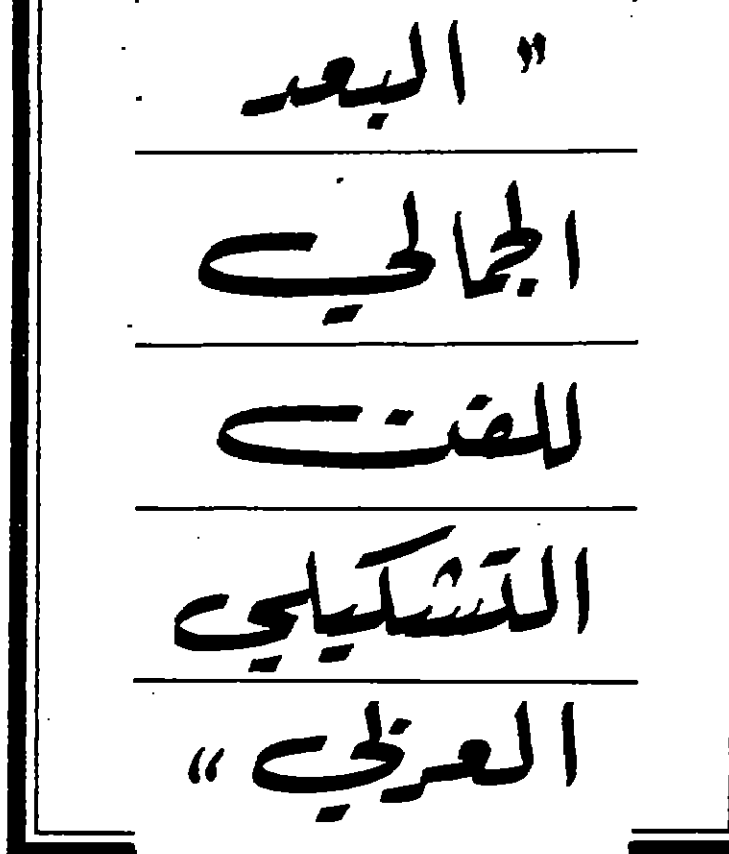 " البعد
الجمالي
للفن
التشكيلي
العربي "